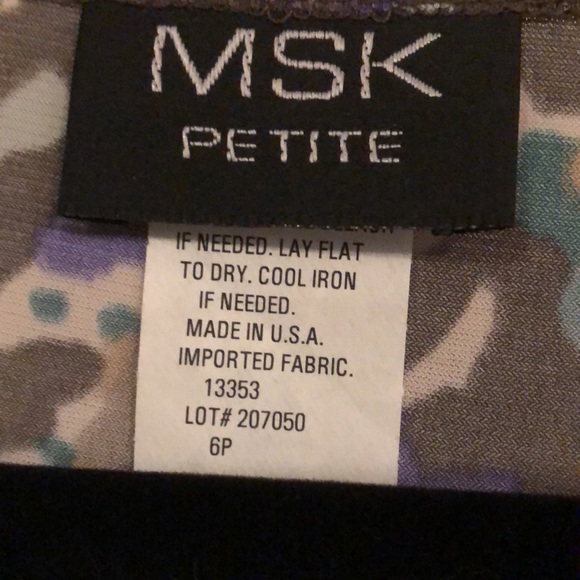 MSK
PETITE
IF NEEDED. LAY FLAT
TO DRY. COOL IRON
IF NEEDED.
MADE IN U.S.A.
IMPORTED FABRIC.
13353
LOT# 207050
6P